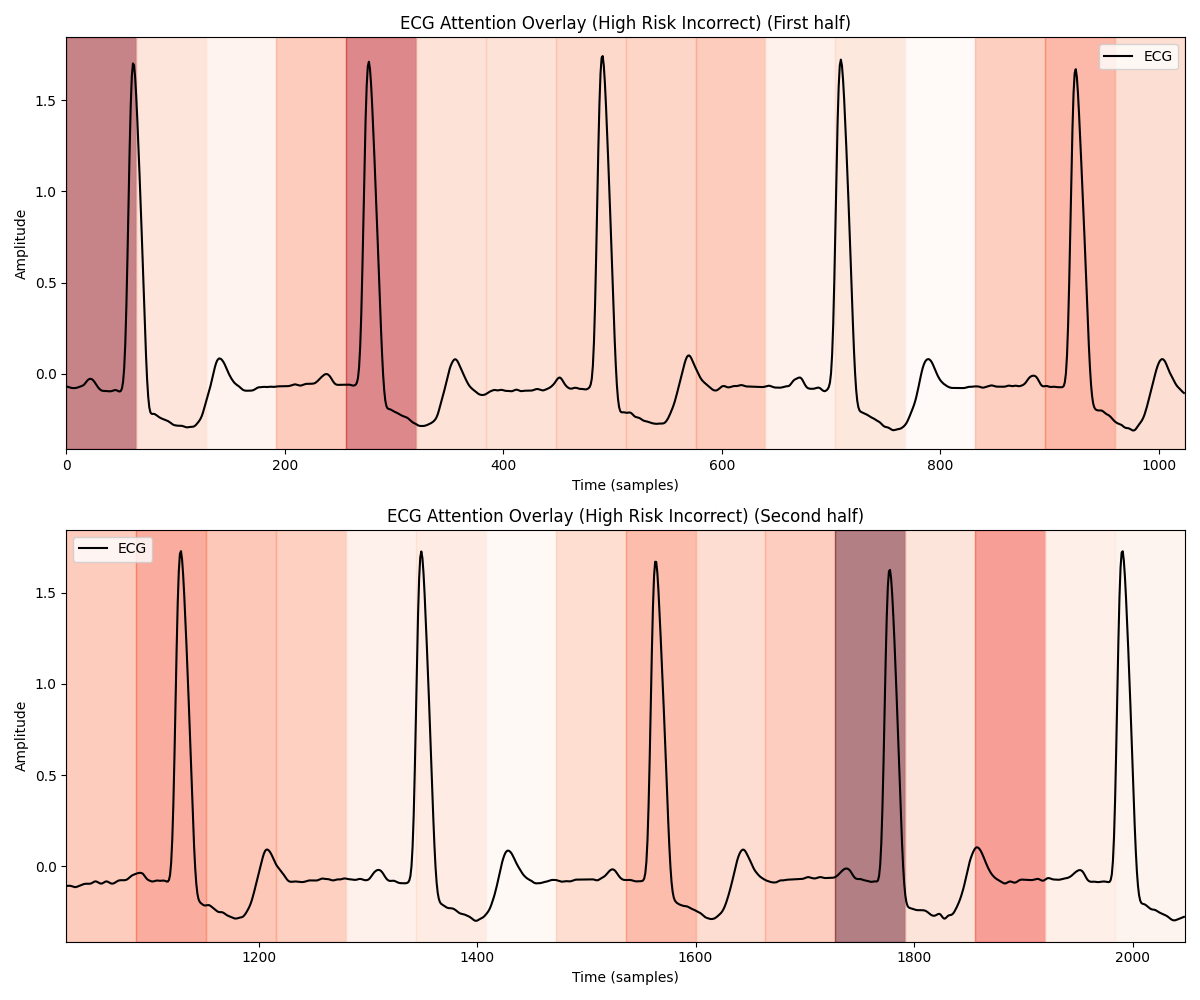 ECG Attention Overlay (High Risk Incorrect) (First half)
ECG
Amplitude
1.5
1.0
0.5
0.0
0 200 400 600 800 1000
Time (samples)
ECG Attention Overlay (High Risk Incorrect) (Second half)
ECG
Amplitude
1.5
1.0
0.5
0.0
1200 1400 1600 1800 2000
Time (samples)